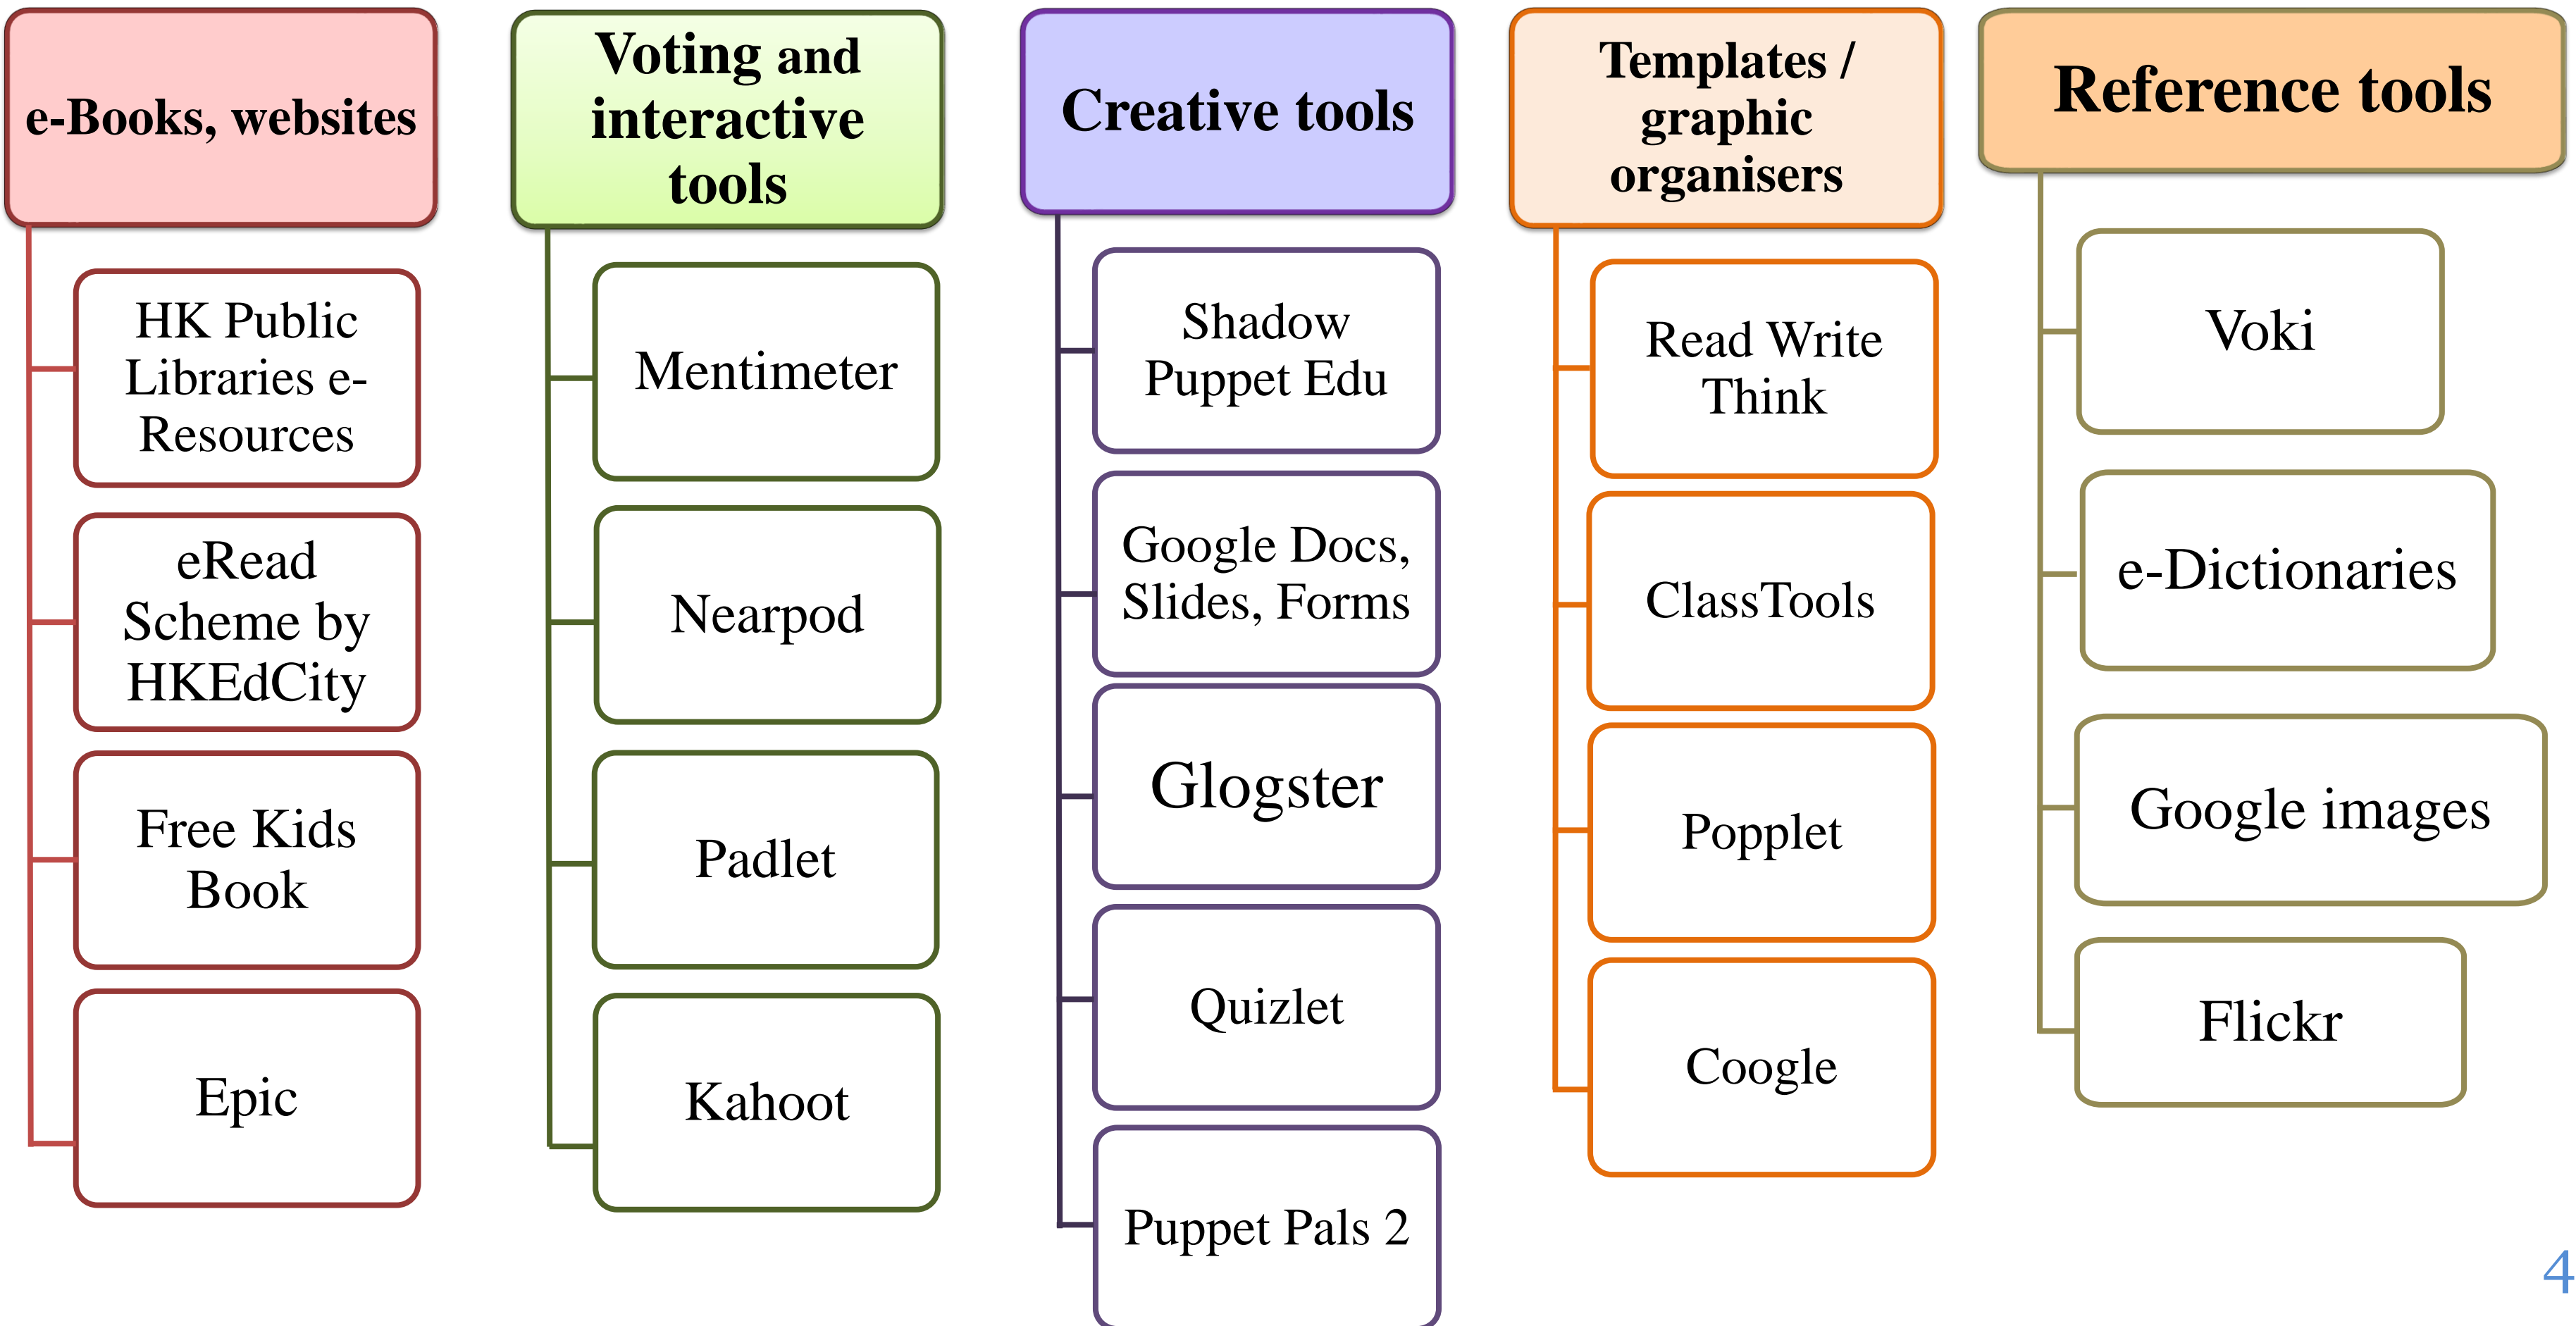 e-Books, websites
HK Public
Libraries e-
Resources
eRead
Scheme by
HKEdCity
Free Kids
Book
Epic
Voting and
interactive
tools
Mentimeter
Nearpod
Padlet
Kahoot
Creative tools
Shadow
Puppet Edu
Google Docs,
Slides, Forms
Glogster
Quizlet
Puppet Pals 2
Templates /
graphic
organisers
Read Write
Think
ClassTools
Popplet
Coogle
Reference tools
Voki
e-Dictionaries
Google images
Flickr
4